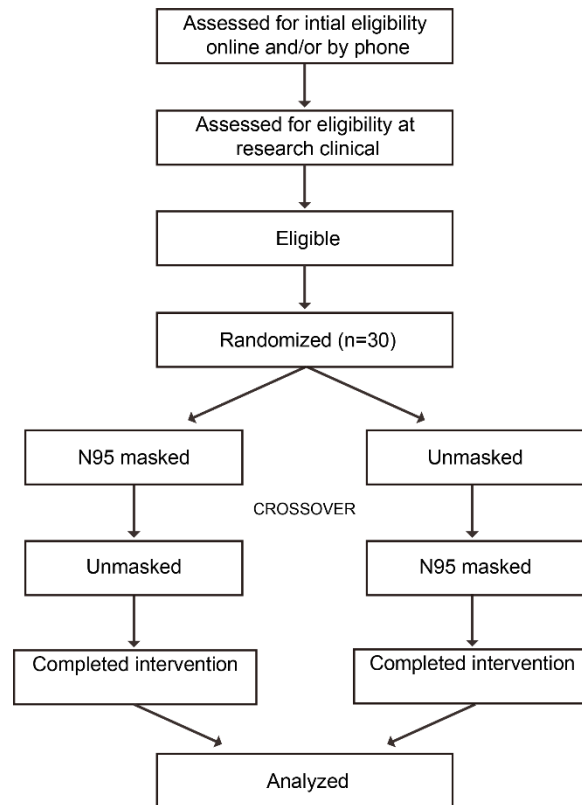 Assessed for intial eligibility
online and/or by phone
Assessed for eligibility at
research clinical
Eligible
Randomized (n=30)
N95 masked
Unmasked
CROSSOVER
Unmasked
N95 masked
Completed intervention
Completed intervention
Analyzed